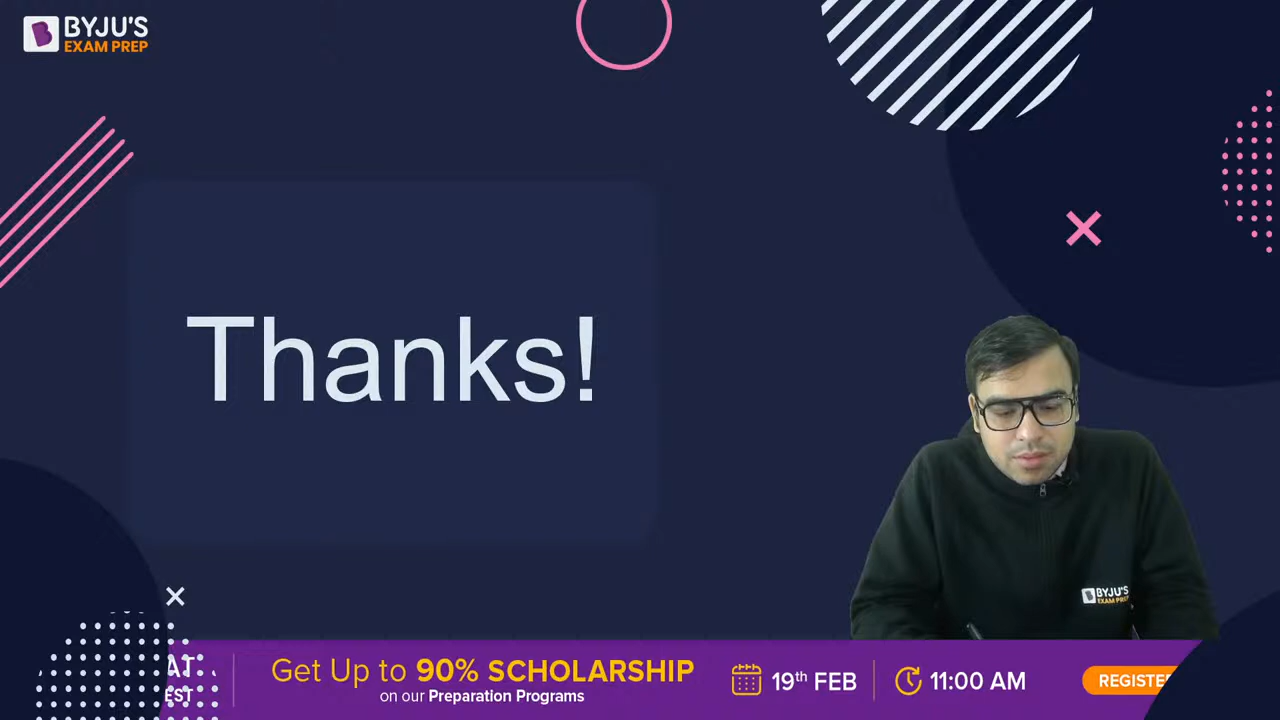 BYJU'S
EXAM PREP
Thanks!
BYJU'S
EXAM PREP
Get Up to 90% SCHOLARSHIP
on our Preparation Programs
19th FEB
11:00 AM